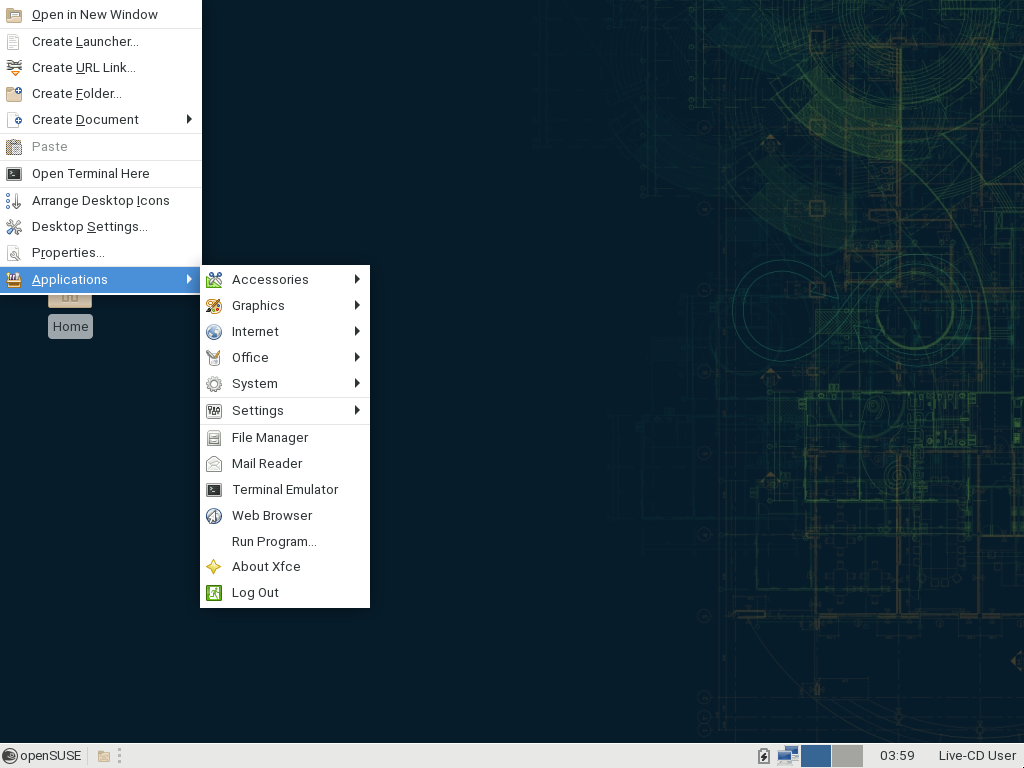 Open in New Window
Create Launcher...
Create URL Link...
Create Folder...
Create Document
Paste
Open Terminal Here
Arrange Desktop Icons
Desktop Settings...
Properties...
Applications
Home
Accessories
Graphics
Internet
Office
System
Settings
File Manager
Mail Reader
Terminal Emulator
Web Browser
Run Program...
About Xfce
Log Out
openSUSE
03:59
Live-CD User